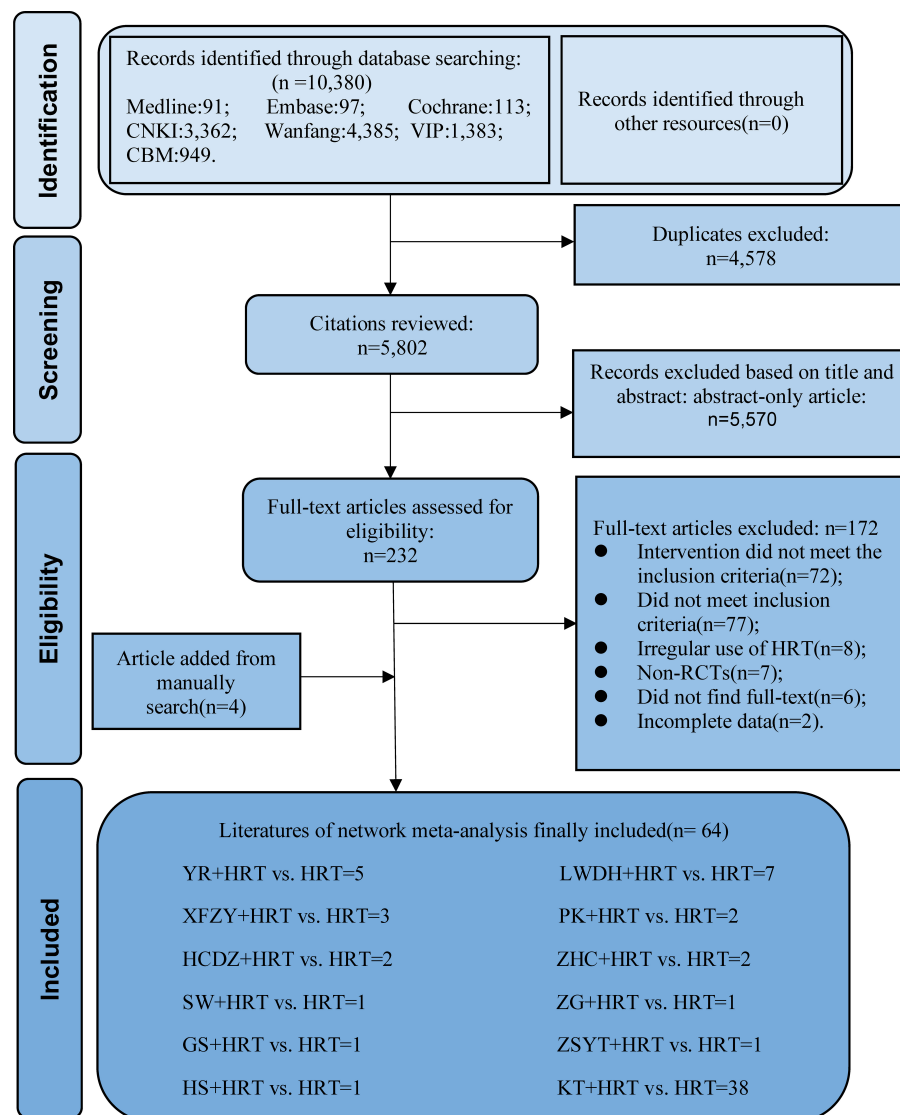 Identification
Records identified through database searching:
(n =10,380)
Medline:91; Embase:97; Cochrane:113;
CNKI:3,362; Wanfang:4,385; VIP:1,383;
CBM:949.
Records identified through
other resources(n=0)
Screening
Duplicates excluded:
n=4,578
Citations reviewed:
n=5,802
Records excluded based on title and
abstract: abstract-only article:
n=5,570
Eligibility
Full-text articles assessed for
eligibility:
n=232
Full-text articles excluded: n=172
● Intervention did not meet the
inclusion criteria(n=72);
● Did not meet inclusion
criteria(n=77);
● Irregular use of HRT(n=8);
● Non-RCTs(n=7);
● Did not find full-text(n=6);
● Incomplete data(n=2).
Article added from
manually
search(n=4)
Included
Literatures of network meta-analysis finally included(n= 64)
YR+HRT vs. HRT=5 LWDH+HRT vs. HRT=7
XFZY+HRT vs. HRT=3 PK+HRT vs. HRT=2
HCDZ+HRT vs. HRT=2 ZHC+HRT vs. HRT=2
SW+HRT vs. HRT=1 ZG+HRT vs. HRT=1
GS+HRT vs. HRT=1 ZSYT+HRT vs. HRT=1
HS+HRT vs. HRT=1 KT+HRT vs. HRT=38